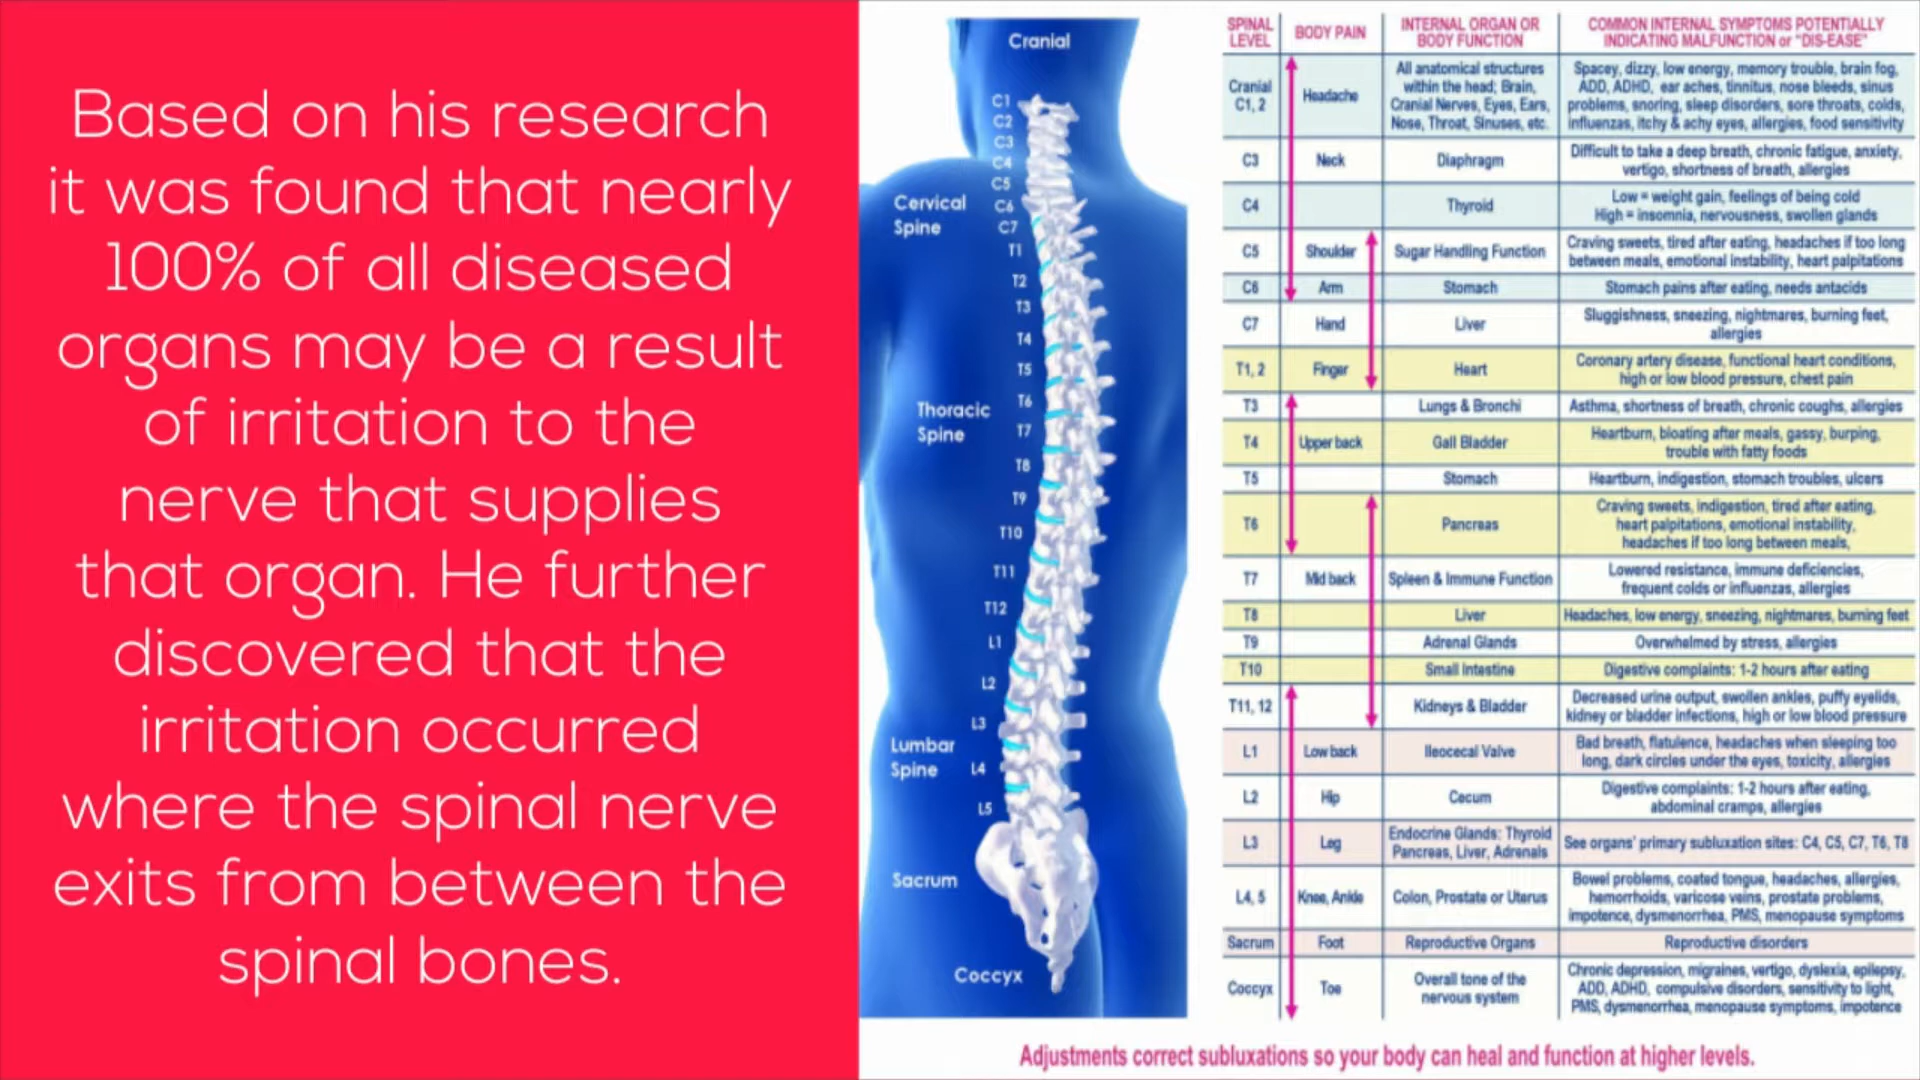 Based on his research
it was found that nearly
100% of all diseased
organs may be a result
of irritation to the
nerve that supplies
that organ. He further
discovered that the
irritation occurred
where the spinal nerve
exits from between the
spinal bones.
Cranial
C1
C2
C3
C4
C5
C6
C7
Cervical
Spine
T1
T2
T3
T4
T5
T6
T7
Thoracic
Spine
T8
T9
T10
T11
T12
L1
L2
L3
Lumbar
Spine
L4
L5
Sacrum
Coccyx
SPINAL
LEVEL
BODY PAIN
INTERNAL ORGAN OR
BODY FUNCTION
COMMON INTERNAL SYMPTOMS POTENTIALLY
INDICATING MALFUNCTION or "DIS-EASE"
Cranial
C1, 2
Headache
All anatomical structures
within the head; Brain,
Cranial Nerves, Eyes, Ears,
Nose, Throat, Sinuses, etc.
Spacey, dizzy, low energy, memory trouble, brain fog,
ADD, ADHD, ear aches, tinnitus, nose bleeds, sinus
problems, snoring, sleep disorders, sore throats, colds,
influenzas, itchy & achy eyes, allergies, food sensitivity
C3
Neck
Diaphragm
Difficult to take a deep breath, chronic fatigue, anxiety,
vertigo, shortness of breath, allergies
C4
Thyroid
Low = weight gain, feelings of being cold
High = insomnia, nervousness, swollen glands
C5
Shoulder
Sugar Handling Function
Craving sweets, tired after eating, headaches if too long
between meals, emotional instability, heart palpitations
C6
Arm
Stomach
Stomach pains after eating, needs antacids
C7
Hand
Liver
Sluggishness, sneezing, nightmares, burning feet,
allergies
T1, 2
Finger
Heart
Coronary artery disease, functional heart conditions,
high or low blood pressure, chest pain
T3
Lungs & Bronchi
Asthma, shortness of breath, chronic coughs, allergies
T4
Upper back
Gall Bladder
Heartburn, bloating after meals, gassy, burping,
trouble with fatty foods
T5
Stomach
Heartburn, indigestion, stomach troubles, ulcers
T6
Pancreas
Craving sweets, indigestion, tired after eating,
heart palpitations, emotional instability,
headaches if too long between meals,
T7
Mid back
Spleen & Immune Function
Lowered resistance, immune deficiencies,
frequent colds or influenzas, allergies
T8
Liver
Headaches, low energy, sneezing, nightmares, burning feet
T9
Adrenal Glands
Overwhelmed by stress, allergies
T10
Small Intestine
Digestive complaints: 1-2 hours after eating
T11, 12
Kidneys & Bladder
Decreased urine output, swollen ankles, puffy eyelids,
kidney or bladder infections, high or low blood pressure
L1
Low back
Ileocecal Valve
Bad breath, flatulence, headaches when sleeping too
long, dark circles under the eyes, toxicity, allergies
L2
Hip
Cecum
Digestive complaints: 1-2 hours after eating,
abdominal cramps, allergies
L3
Leg
Endocrine Glands: Thyroid
Pancreas, Liver, Adrenals
See organs' primary subluxation sites: C4, C5, C7, T6, T8
L4, 5
Knee, Ankle
Colon, Prostate or Uterus
Bowel problems, coated tongue, headaches, allergies,
hemorrhoids, varicose veins, prostate problems,
impotence, dysmenorrhea, PMS, menopause symptoms
Sacrum
Foot
Reproductive Organs
Reproductive disorders
Coccyx
Toe
Overall tone of the
nervous system
Chronic depression, migraines, vertigo, dyslexia, epilepsy,
ADD, ADHD, compulsive disorders, sensitivity to light,
PMS, dysmenorrhea, menopause symptoms, impotence
Adjustments correct subluxations so your body can heal and function at higher levels.